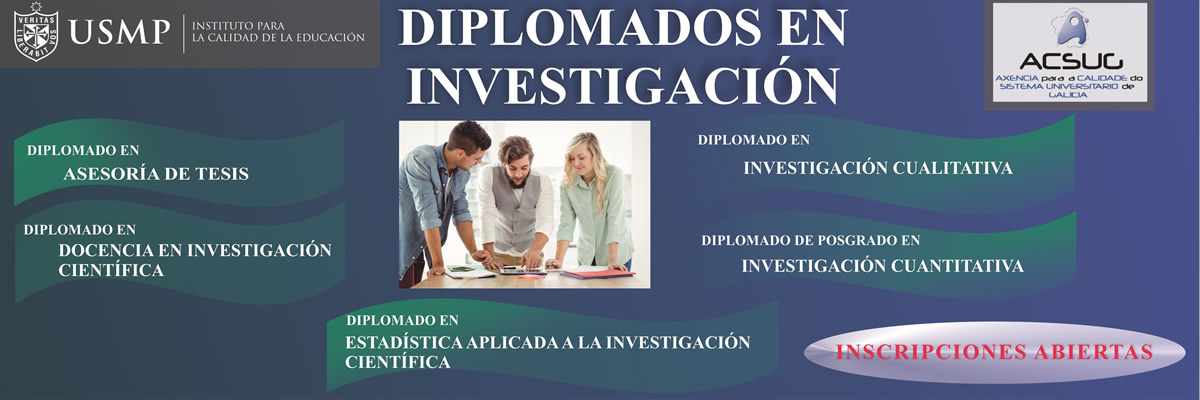 VERITAS
LIBERABIT VOS
USMP
INSTITUTO PARA
LA CALIDAD DE LA EDUCACIÓN
DIPLOMADOS EN
INVESTIGACIÓN
ACSUG
AXENCIA para a CALIDADE do
SISTEMA UNIVERSITARIO de
GALICIA
DIPLOMADO EN
ASESORÍA DE TESIS
DIPLOMADO EN
DOCENCIA EN INVESTIGACIÓN
CIENTÍFICA
DIPLOMADO EN
INVESTIGACIÓN CUALITATIVA
DIPLOMADO DE POSGRADO EN
INVESTIGACIÓN CUANTITATIVA
DIPLOMADO EN
ESTADÍSTICA APLICADA A LA INVESTIGACIÓN
CIENTÍFICA
INSCRIPCIONES ABIERTAS